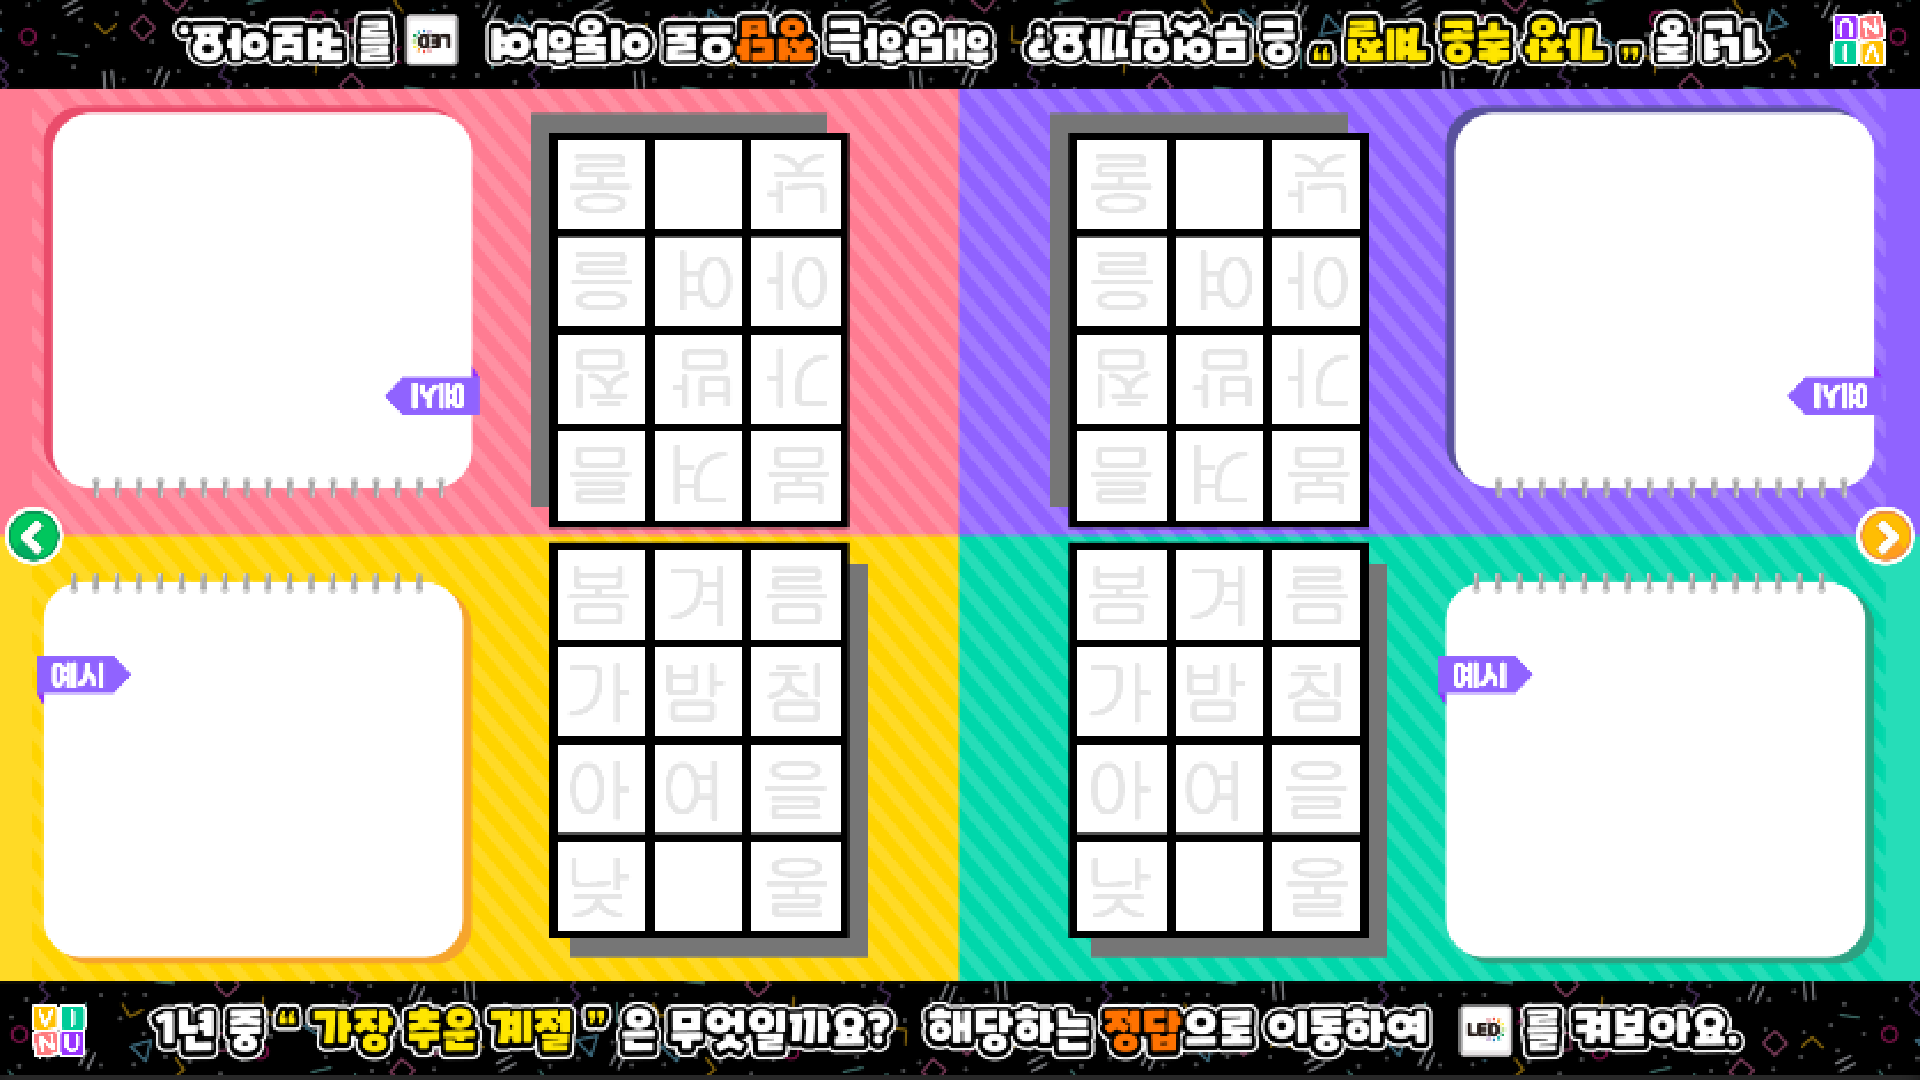 1년 중 “ 가장 추운 계절 ” 은 무엇일까요? 해당하는 정답으로 이동하여 LED 를 켜보아요.
VINU
예시
봄 겨 름
가 밤 침
아 여 을
낮 울
봄 겨 름
가 밤 침
아 여 을
낮 울
예시
예시
봄 겨 름
가 밤 침
아 여 을
낮 울
봄 겨 름
가 밤 침
아 여 을
낮 울
예시
VINU
1년 중 “ 가장 추운 계절 ” 은 무엇일까요? 해당하는 정답으로 이동하여 LED 를 켜보아요.